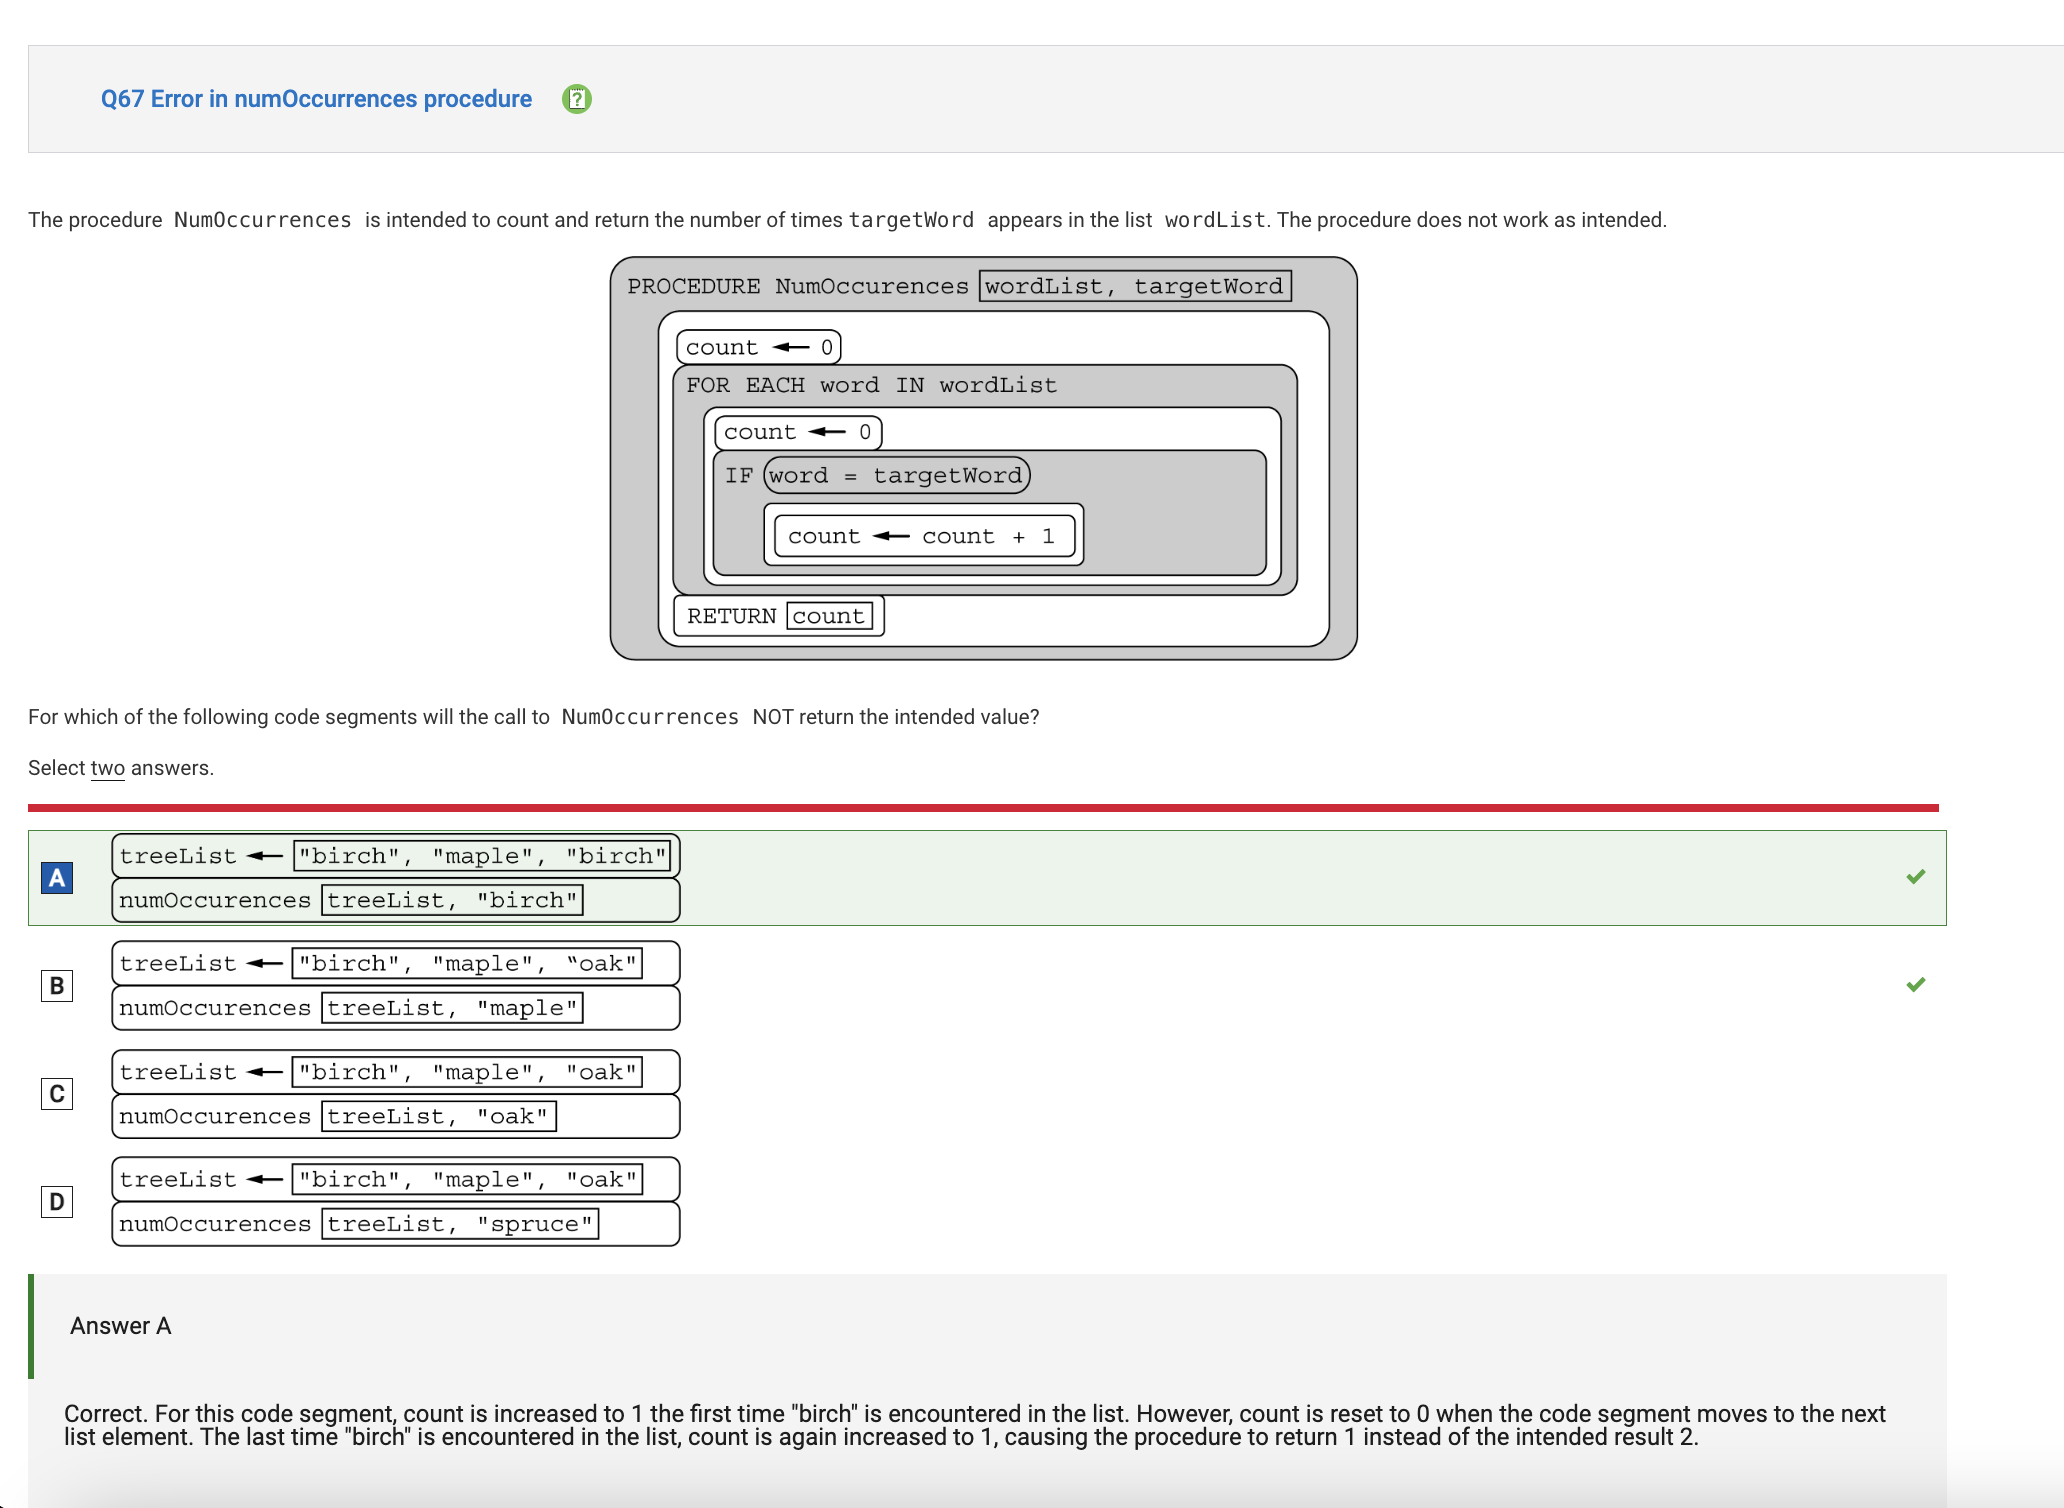 Q67 Error in numOccurrences procedure
The procedure NumOccurrences is intended to count and return the number of times targetWord appears in the list wordList. The procedure does not work as intended.
PROCEDURE NumOccurences wordList, targetWord
count ← 0
FOR EACH word IN wordList
count ← 0
IF word = targetWord
count ← count + 1
RETURN count
For which of the following code segments will the call to NumOccurrences NOT return the intended value?
Select two answers.
A
treeList ← "birch", "maple", "birch"
numOccurences treeList, "birch"
B
treeList ← "birch", "maple", “oak"
numOccurences treeList, "maple"
C
treeList ← "birch", "maple", "oak"
numOccurences treeList, "oak"
D
treeList ← "birch", "maple", "oak"
numOccurences treeList, "spruce"
Answer A
Correct. For this code segment, count is increased to 1 the first time "birch" is encountered in the list. However, count is reset to 0 when the code segment moves to the next
list element. The last time "birch" is encountered in the list, count is again increased to 1, causing the procedure to return 1 instead of the intended result 2.